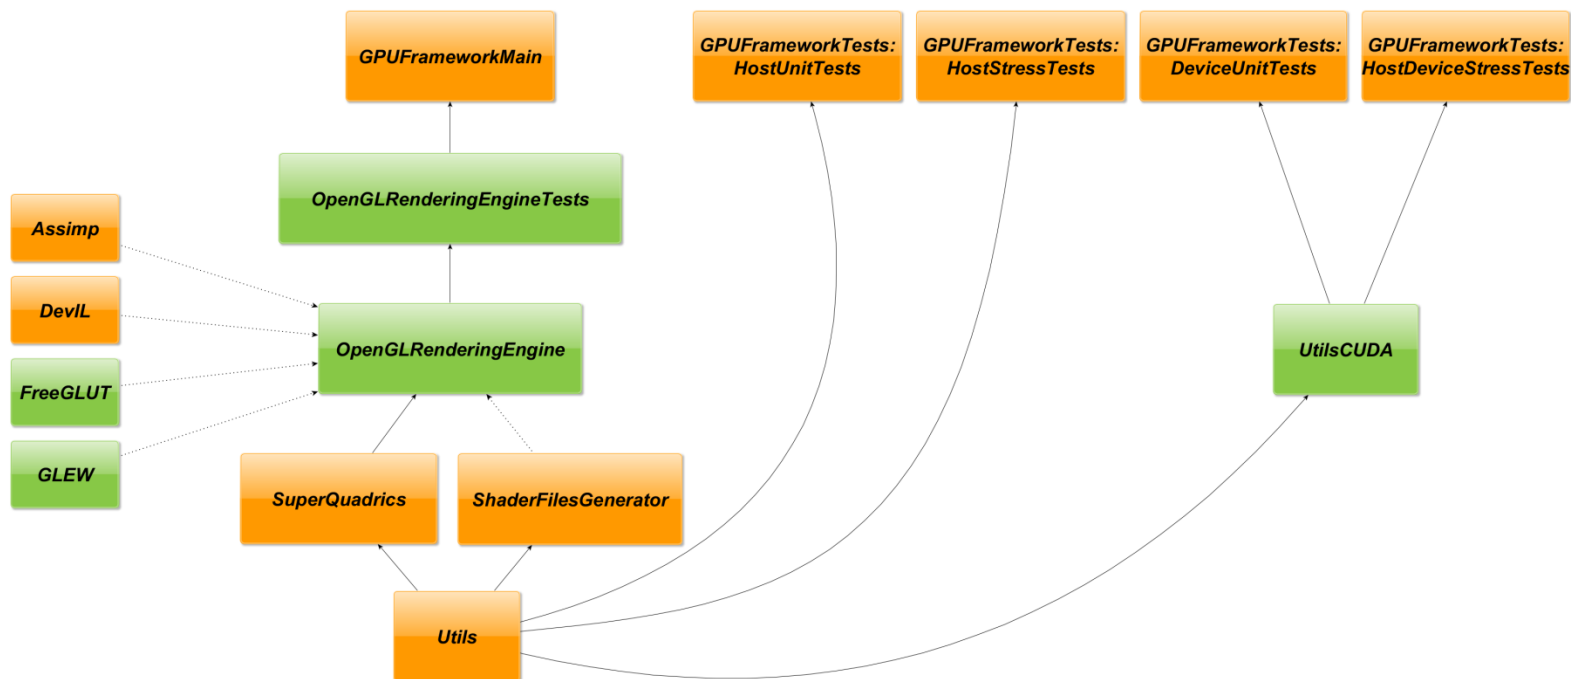 GPUFrameworkMain
GPUFrameworkTests:
HostUnitTests
GPUFrameworkTests:
HostStressTests
GPUFrameworkTests:
DeviceUnitTests
GPUFrameworkTests:
HostDeviceStressTests
OpenGLRenderingEngineTests
Assimp
DevIL
FreeGLUT
GLEW
OpenGLRenderingEngine
UtilsCUDA
SuperQuadrics
ShaderFilesGenerator
Utils